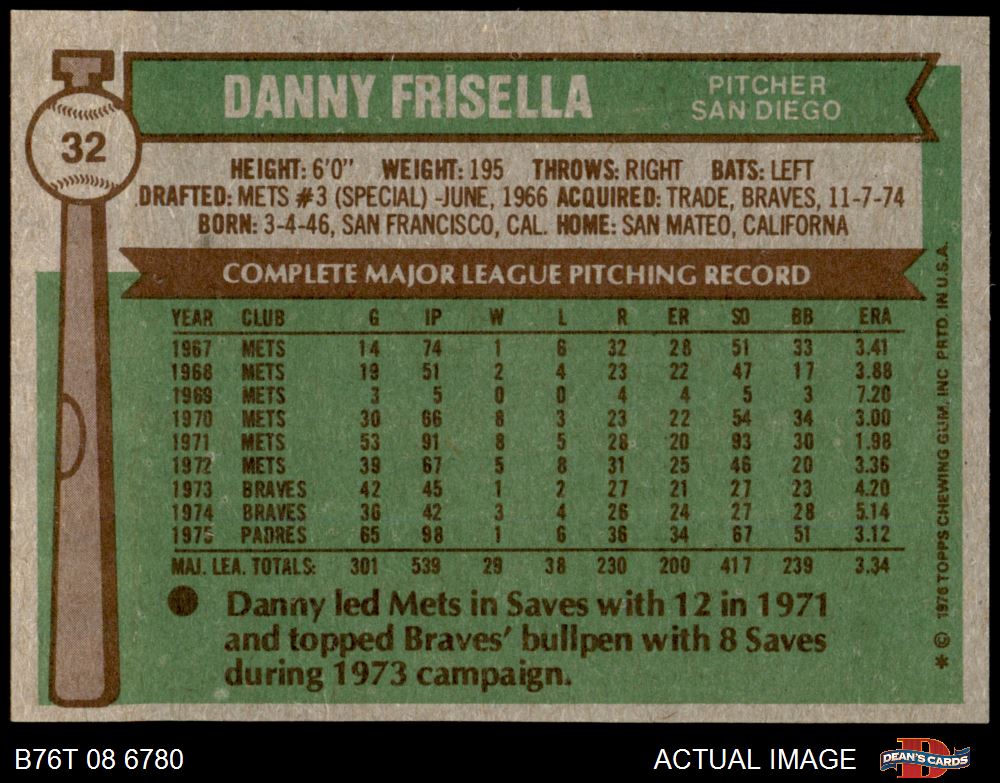 32
DANNY FRISELLA
PITCHER
SAN DIEGO
HEIGHT: 6'0" WEIGHT: 195 THROWS: RIGHT BATS: LEFT
DRAFTED: METS #3 (SPECIAL) -JUNE, 1966 ACQUIRED: TRADE, BRAVES, 11-7-74
BORN: 3-4-46, SAN FRANCISCO, CAL. HOME: SAN MATEO, CALIFORNIA
COMPLETE MAJOR LEAGUE PITCHING RECORD
YEAR CLUB G IP W L R ER SO BB ERA
1967 METS 14 74 1 6 32 28 51 33 3.41
1968 METS 19 51 2 4 23 22 47 17 3.88
1969 METS 3 5 0 0 4 4 5 3 7.20
1970 METS 30 66 8 3 23 22 54 34 3.00
1971 METS 53 91 8 5 28 20 93 30 1.98
1972 METS 39 67 5 8 31 25 46 20 3.36
1973 BRAVES 42 45 1 2 27 21 27 23 4.20
1974 BRAVES 36 42 3 4 26 24 27 28 5.14
1975 PADRES 65 98 1 6 36 34 67 51 3.12
MAJ. LEA. TOTALS: 301 539 29 38 230 200 417 239 3.34
Danny led Mets in Saves with 12 in 1971
and topped Braves' bullpen with 8 Saves
during 1973 campaign.
* © 1976 TOPPS CHEWING GUM, INC. PRTD. IN U.S.A.
B76T 08 6780
ACTUAL IMAGE
D
DEAN'S CARDS